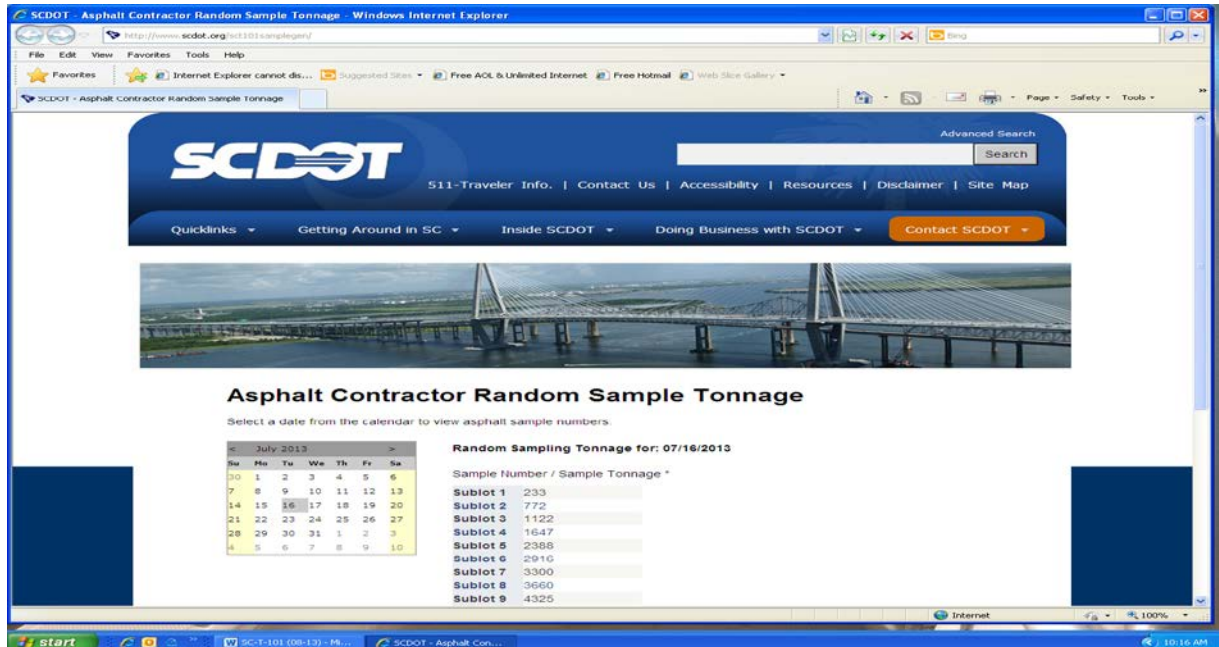 SCDOT - Asphalt Contractor Random Sample Tonnage - Windows Internet Explorer
http://www.scdot.org/sct101samplegen/
Bing
File Edit View Favorites Tools Help
Favorites Internet Explorer cannot dis... Suggested Sites Free AOL & Unlimited Internet Free Hotmail Web Slice Gallery
SCDOT - Asphalt Contractor Random Sample Tonnage
Page Safety Tools »
Advanced Search
SCDOT
Search
511-Traveler Info. | Contact Us | Accessibility | Resources | Disclaimer | Site Map
Quicklinks Getting Around in SC Inside SCDOT Doing Business with SCDOT Contact SCDOT
Asphalt Contractor Random Sample Tonnage
Select a date from the calendar to view asphalt sample numbers.
< July 2013 >
Su Mo Tu We Th Fr Sa
30 1 2 3 4 5 6
7 8 9 10 11 12 13
14 15 16 17 18 19 20
21 22 23 24 25 26 27
28 29 30 31 1 2 3
4 5 6 7 8 9 10
Random Sampling Tonnage for: 07/16/2013
Sample Number / Sample Tonnage *
Sublot 1 233
Sublot 2 772
Sublot 3 1122
Sublot 4 1647
Sublot 5 2388
Sublot 6 2916
Sublot 7 3300
Sublot 8 3660
Sublot 9 4325
Internet 100%
start » SC-T-101 (08-13) - Mi... SCDOT - Asphalt Con... 10:16 AM